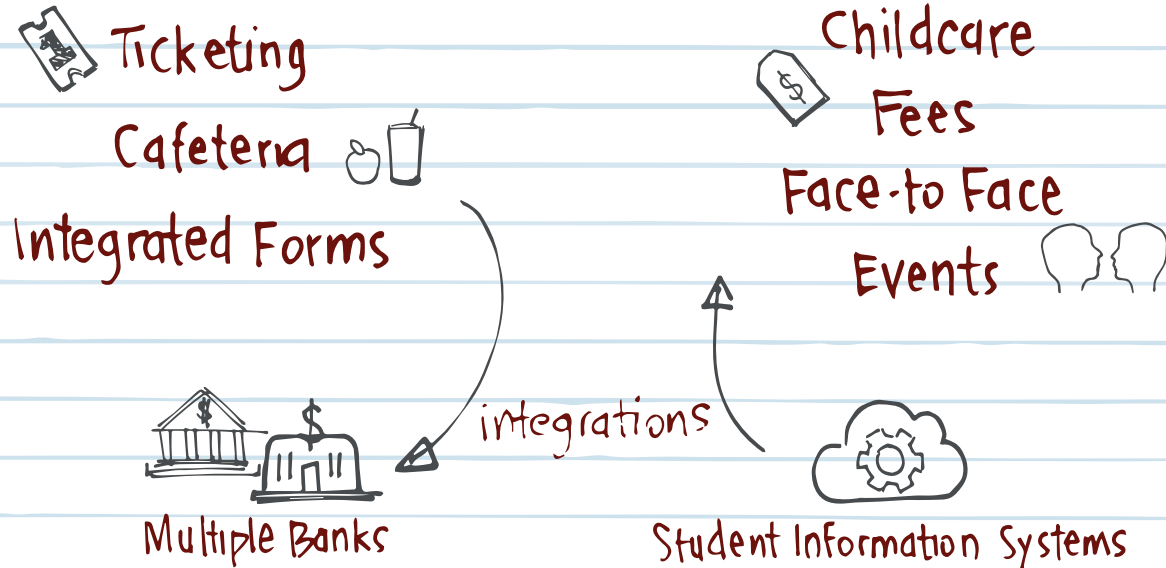 Ticketing
Cafeteria
Integrated Forms
Childcare
$
Fees
Face-to Face
Events
$
$
integrations
Multiple Banks
Student Information Systems